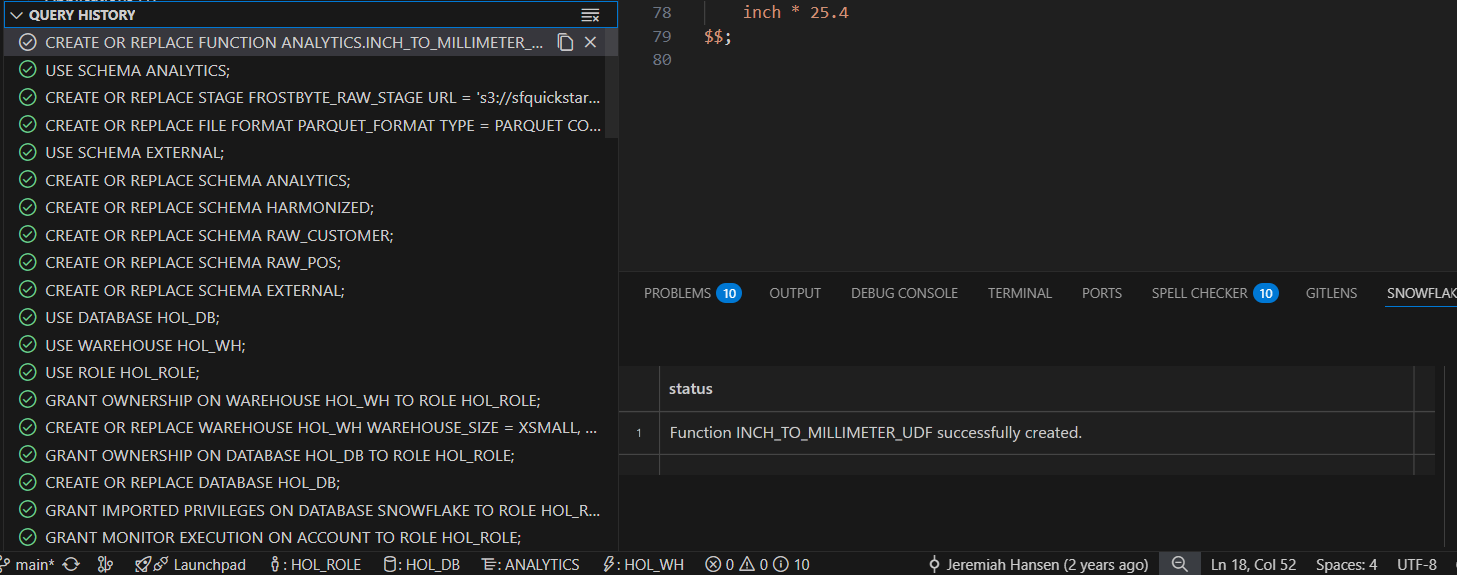 QUERY HISTORY
CREATE OR REPLACE FUNCTION ANALYTICS.INCH_TO_MILLIMETER_...
USE SCHEMA ANALYTICS;
CREATE OR REPLACE STAGE FROSTBYTE_RAW_STAGE URL = 's3://sfquickstar...
CREATE OR REPLACE FILE FORMAT PARQUET_FORMAT TYPE = PARQUET CO...
USE SCHEMA EXTERNAL;
CREATE OR REPLACE SCHEMA ANALYTICS;
CREATE OR REPLACE SCHEMA HARMONIZED;
CREATE OR REPLACE SCHEMA RAW_CUSTOMER;
CREATE OR REPLACE SCHEMA RAW_POS;
CREATE OR REPLACE SCHEMA EXTERNAL;
USE DATABASE HOL_DB;
USE WAREHOUSE HOL_WH;
USE ROLE HOL_ROLE;
GRANT OWNERSHIP ON WAREHOUSE HOL_WH TO ROLE HOL_ROLE;
CREATE OR REPLACE WAREHOUSE HOL_WH WAREHOUSE_SIZE = XSMALL, ...
GRANT OWNERSHIP ON DATABASE HOL_DB TO ROLE HOL_ROLE;
CREATE OR REPLACE DATABASE HOL_DB;
GRANT IMPORTED PRIVILEGES ON DATABASE SNOWFLAKE TO ROLE HOL_R...
GRANT MONITOR EXECUTION ON ACCOUNT TO ROLE HOL_ROLE;
78 inch * 25.4
79 $$;
80
PROBLEMS 10 OUTPUT DEBUG CONSOLE TERMINAL PORTS SPELL CHECKER 10 GITLENS SNOWFLAK
status
1 Function INCH_TO_MILLIMETER_UDF successfully created.
main* Launchpad : HOL_ROLE : HOL_DB : ANALYTICS : HOL_WH 0 0 10 Jeremiah Hansen (2 years ago) Ln 18, Col 52 Spaces: 4 UTF-8